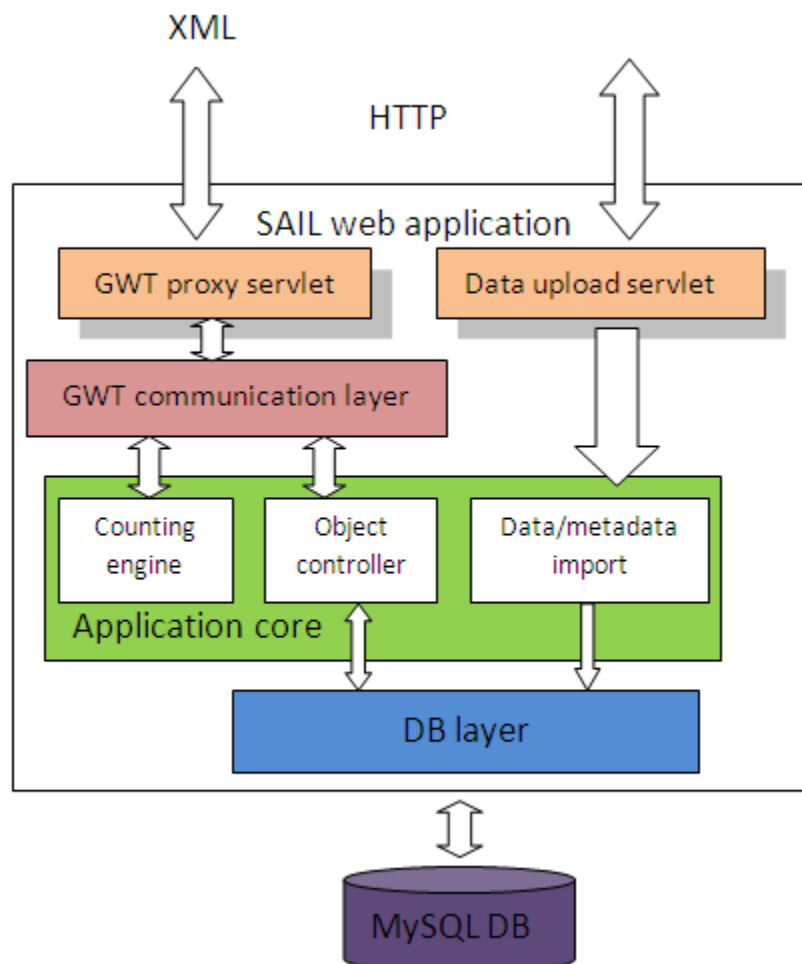 XML
HTTP
SAIL web application
GWT proxy servlet
Data upload servlet
GWT communication layer
Counting
engine
Object
controller
Data/metadata
import
Application core
DB layer
MySQL DB